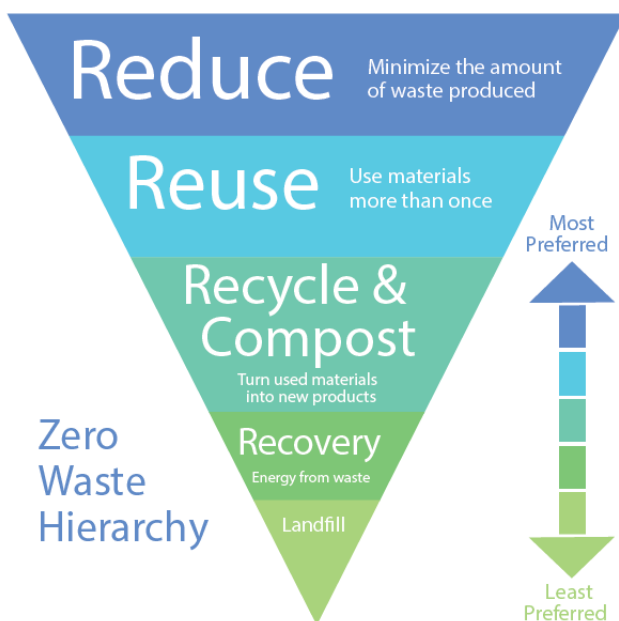 Reduce
Minimize the amount
of waste produced
Reuse
Use materials
more than once
Most
Preferred
Recycle &
Compost
Turn used materials
into new products
Zero
Waste
Hierarchy
Recovery
Energy from waste
Landfill
Least
Preferred